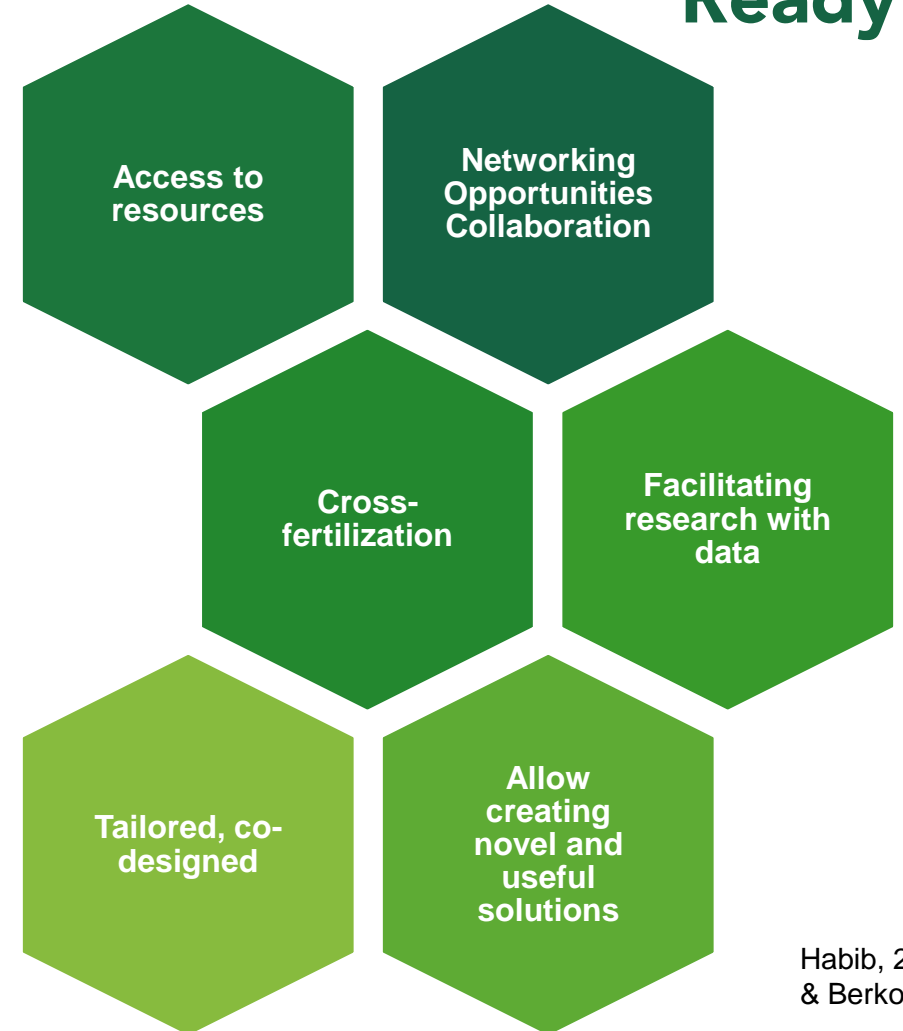 Ready
Access to
resources
Networking
Opportunities
Collaboration
Cross-
fertilization
Facilitating
research with
data
Tailored, co-
designed
Allow
creating
novel and
useful
solutions
Habib, 2
& Berko